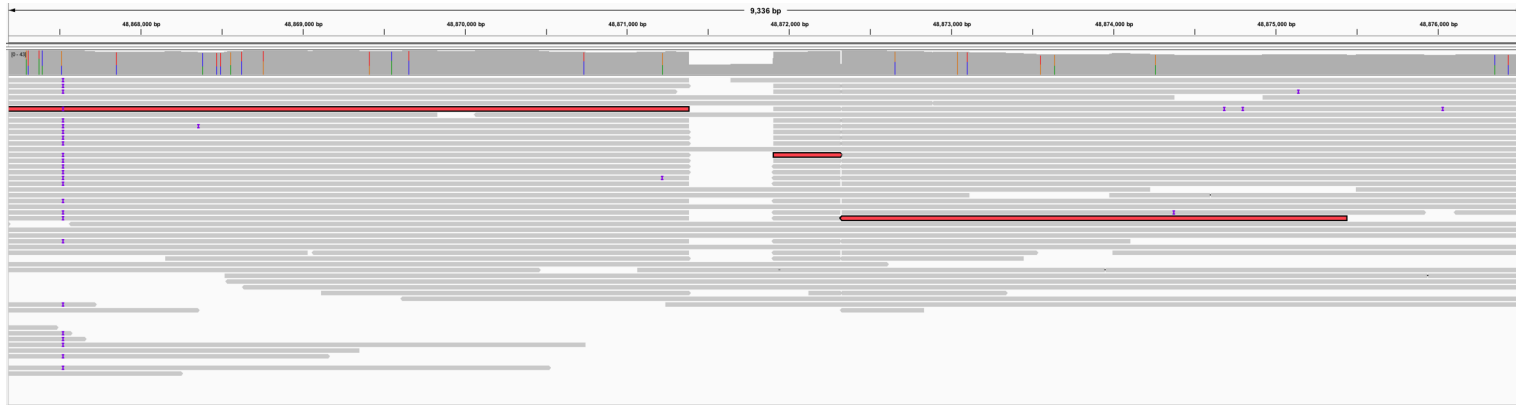 9,336 bp
48,868,000 bp
48,869,000 bp
48,870,000 bp
48,871,000 bp
48,872,000 bp
48,873,000 bp
48,874,000 bp
48,875,000 bp
48,876,000 bp
[0 - 43]